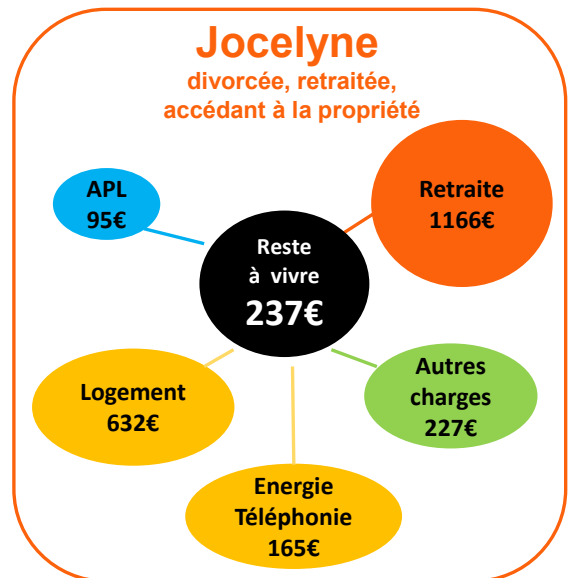 Jocelyne
divorcée, retraitée,
accédant à la propriété
APL
95€
Retraite
1166€
Reste
à vivre
237€
Logement
632€
Autres
charges
227€
Energie
Téléphonie
165€